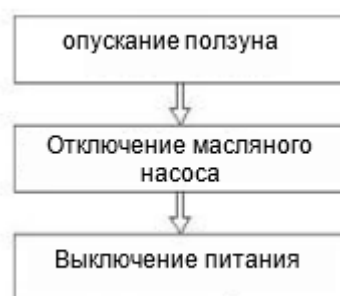 опускание ползуна
Отключение масляного
насоса
Выключение питания